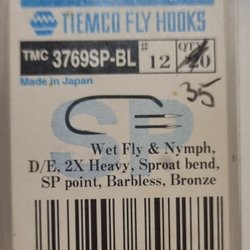 TIEMCO FLY HOOKS
TMC 3769SP-BL # 12 QTY 20
Made in Japan
35
SP
Wet Fly & Nymph,
D/E, 2X Heavy, Sproat bend,
SP point, Barbless, Bronze